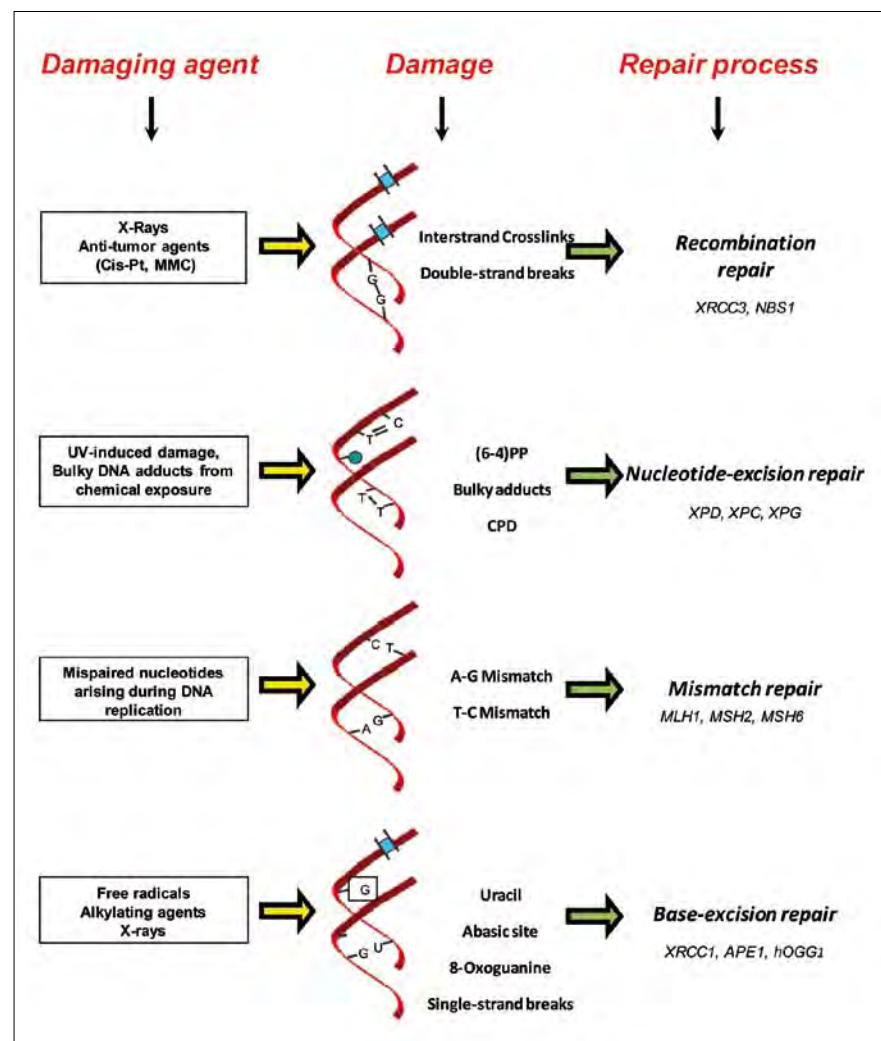 Damaging agent
Damage
Repair process
X-Rays
Anti-tumor agents
(Cis-Pt, MMC)
G
G
Interstrand Crosslinks
Double-strand breaks
Recombination
repair
XRCC3, NBS1
UV-induced damage,
Bulky DNA adducts from
chemical exposure
C
T
T
T
(6-4)PP
Bulky adducts
CPD
Nucleotide-excision repair
XPD, XPC, XPG
Mispaired nucleotides
arising during DNA
replication
C T
A G
A-G Mismatch
T-C Mismatch
Mismatch repair
MLH1, MSH2, MSH6
Free radicals
Alkylating agents
X-rays
G
G U
Uracil
Abasic site
8-Oxoguanine
Single-strand breaks
Base-excision repair
XRCC1, APE1, hOGG1